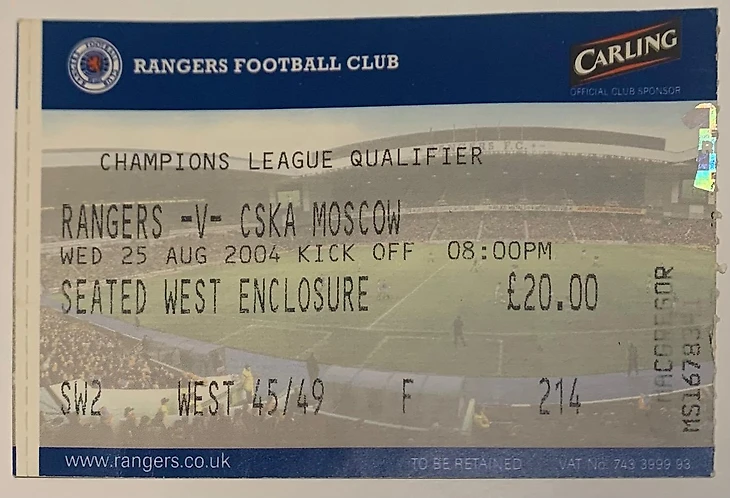 RANGERS FOOTBALL CLUB
CARLING
OFFICIAL CLUB SPONSOR
CHAMPIONS LEAGUE QUALIFIER
RANGERS -V- CSKA MOSCOW
WED 25 AUG 2004 KICK OFF 08:00PM
SEATED WEST ENCLOSURE £20.00
SW2 WEST 45/49 F 214
MACGREGOR
www.rangers.co.uk TO BE RETAINED VAT No. 743 3999 93